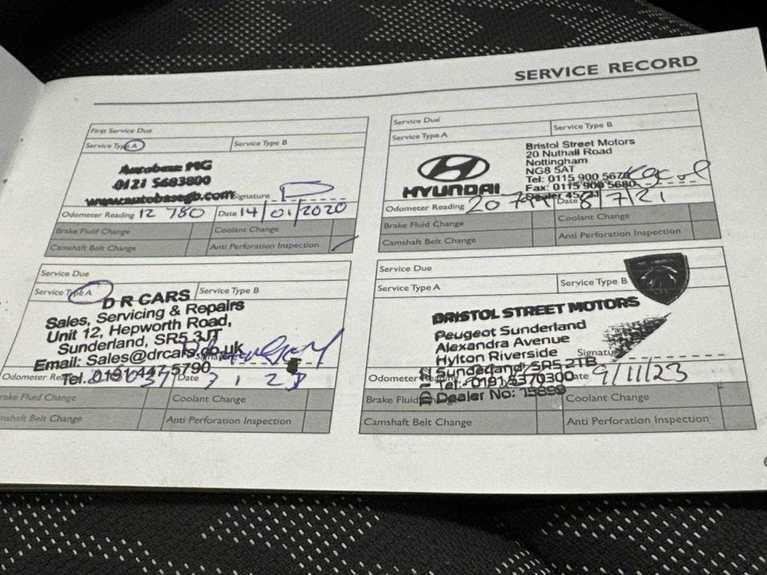 SERVICE RECORD
First Service Due
Service Type A Service Type B
Autobase MG
0121 5683800
www.autobasegb.com Signature
Odometer Reading 12 780 Date 14/01/2020
Brake Fluid Change Coolant Change
Camshaft Belt Change Anti Perforation Inspection
Service Due
Service Type A Service Type B
HYUNDAI
Bristol Street Motors
20 Nuthall Road
Nottingham
NG8 5AT
Tel: 0115 900 5678
Fax: 0115 900 5680
Odometer Reading Date 8/7/21
Brake Fluid Change Coolant Change
Camshaft Belt Change Anti Perforation Inspection
Service Due
Service Type A Service Type B
D R CARS
Sales, Servicing & Repairs
Unit 12, Hepworth Road,
Sunderland, SR5 3JT
Email: Sales@drcars.co.uk
Tel. 0191 447 5790
Odometer Date
Brake Fluid Change Coolant Change
Camshaft Belt Change Anti Perforation Inspection
Service Due
Service Type A Service Type B
BRISTOL STREET MOTORS
Peugeot Sunderland
Alexandra Avenue
Hylton Riverside
Sunderland SR5 2TB
Tel: 0191 5370300
Dealer No: 15899
Odometer 9/11/23
Brake Fluid Coolant Change
Camshaft Belt Change Anti Perforation Inspection